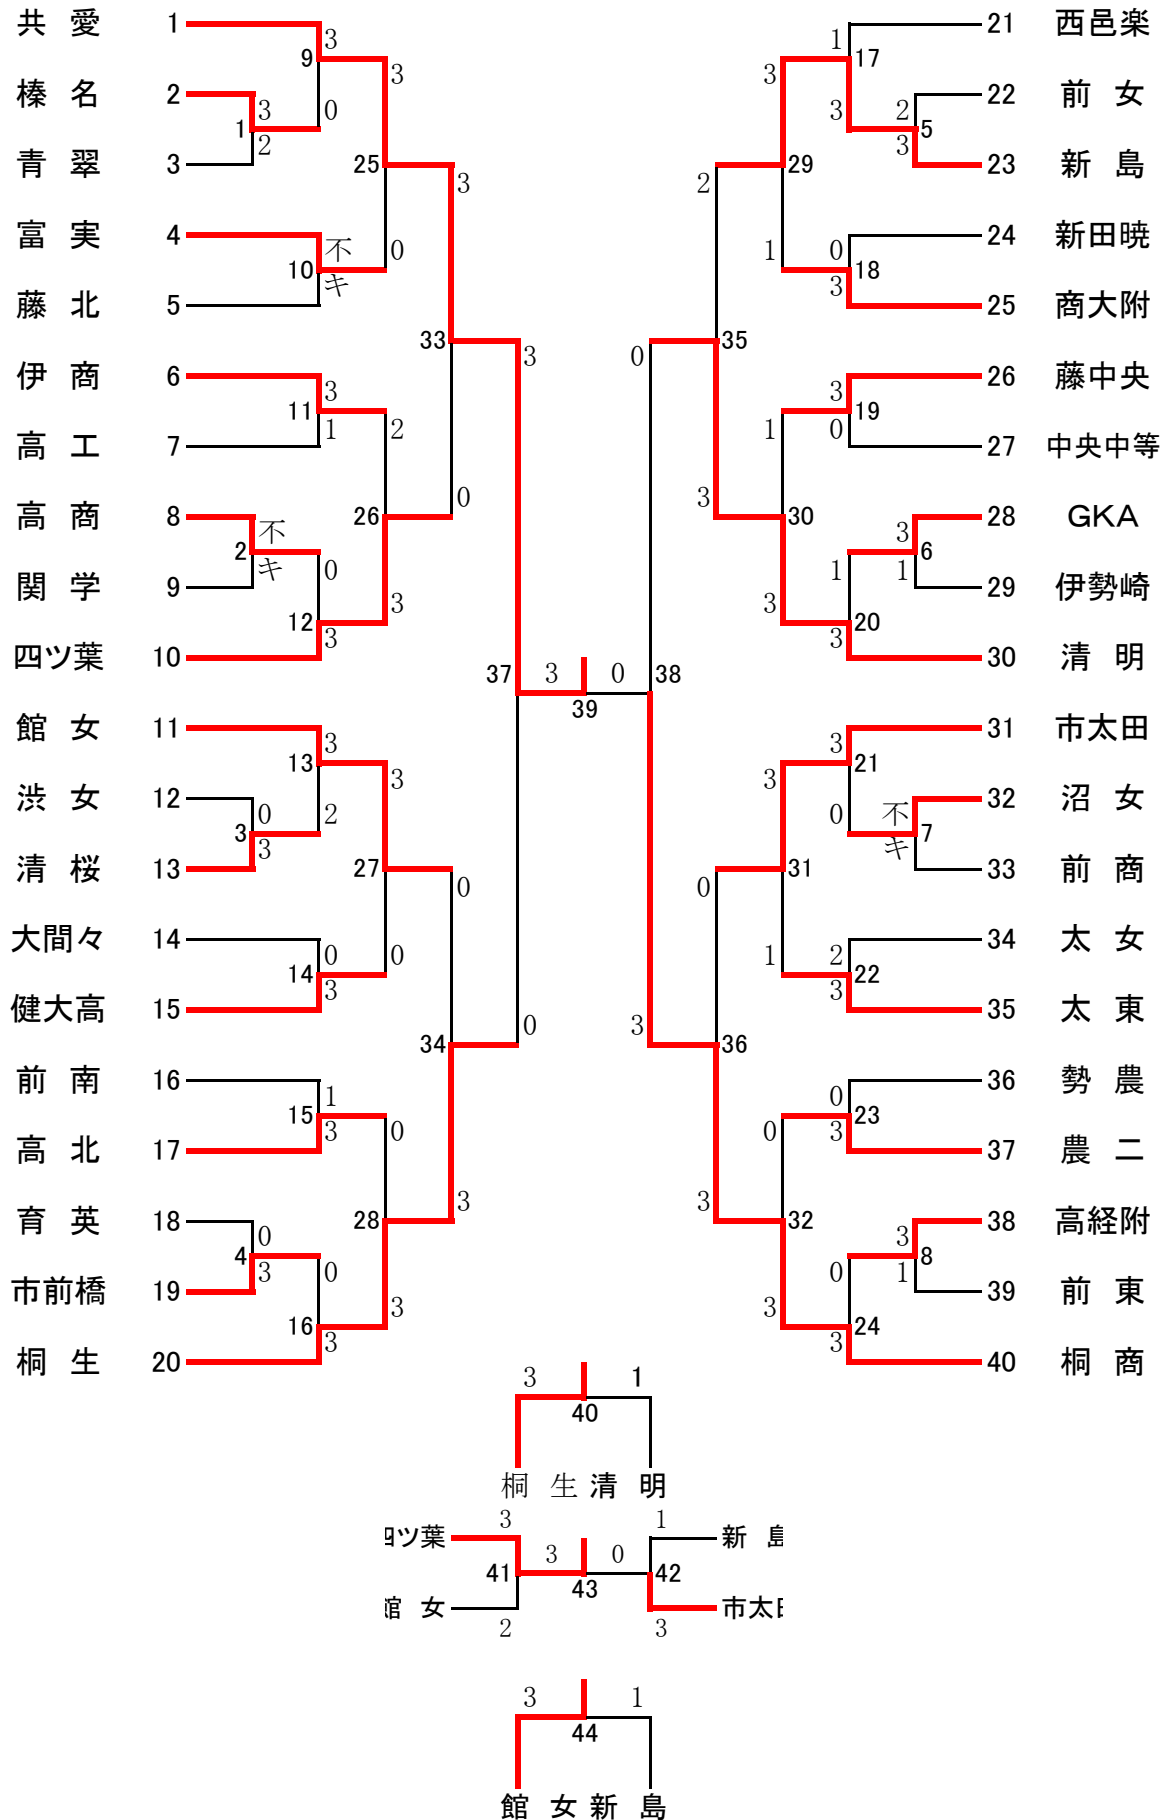 共 愛 1 3 1 21 西邑楽
9 3 3 17
榛 名 2 3 0 3 2 22 前 女
1 5
青 翠 3 2 25 3 2 29 3 23 新 島
富 実 4 不 0 1 0 24 新田暁
10 18
藤 北 5 キ 3 25 商大附
33 3 0 35
伊 商 6 3 3 26 藤中央
11 2 1 19
高 工 7 1 0 27 中央中等
高 商 8 不 26 0 3 30 3 28 GKA
2 6
関 学 9 キ 0 1 1 29 伊勢崎
12 3 3 20
四ツ葉 10 3 3 30 清 明
37 3 0 38
39
館 女 11 3 3 31 市太田
13 3 3 21
渋 女 12 0 2 0 不 32 沼 女
3 7
清 桜 13 3 27 0 0 31 キ 33 前 商
大間々 14 0 0 1 2 34 太 女
14 22
健大高 15 3 3 35 太 東
34 0 3 36
前 南 16 1 0 36 勢 農
15 0 0 23
高 北 17 3 3 37 農 二
育 英 18 0 28 3 3 32 3 38 高経附
4 8
市前橋 19 3 0 0 1 39 前 東
16 3 3 24
桐 生 20 3 3 40 桐 商
3 1
40
桐 生 清 明
3 1
ツ葉 新
41 3 0 42
43
女 市太
2 3
3 1
44
館 女 新 島